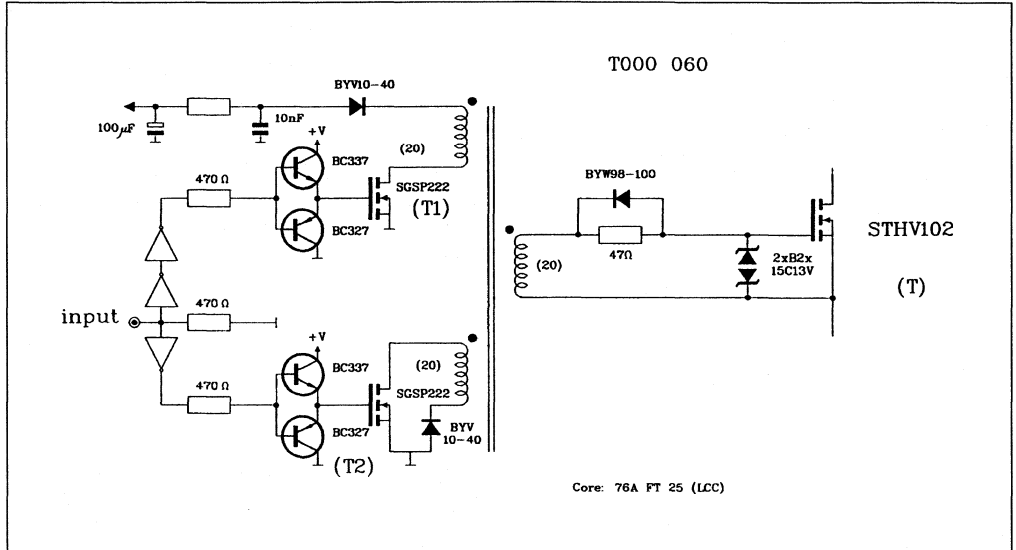 T000 060
BYV10-40
100µF
10nF
+V
(20)
BC337
470 Ω
SGSP222
(T1)
BC327
BYW98-100
47Ω
(20)
2xB2x
15C13V
STHV102
(T)
470 Ω
input
+V
(20)
BC337
470 Ω
SGSP222
BC327
BYV
10-40
(T2)
Core: 76A FT 25 (LCC)